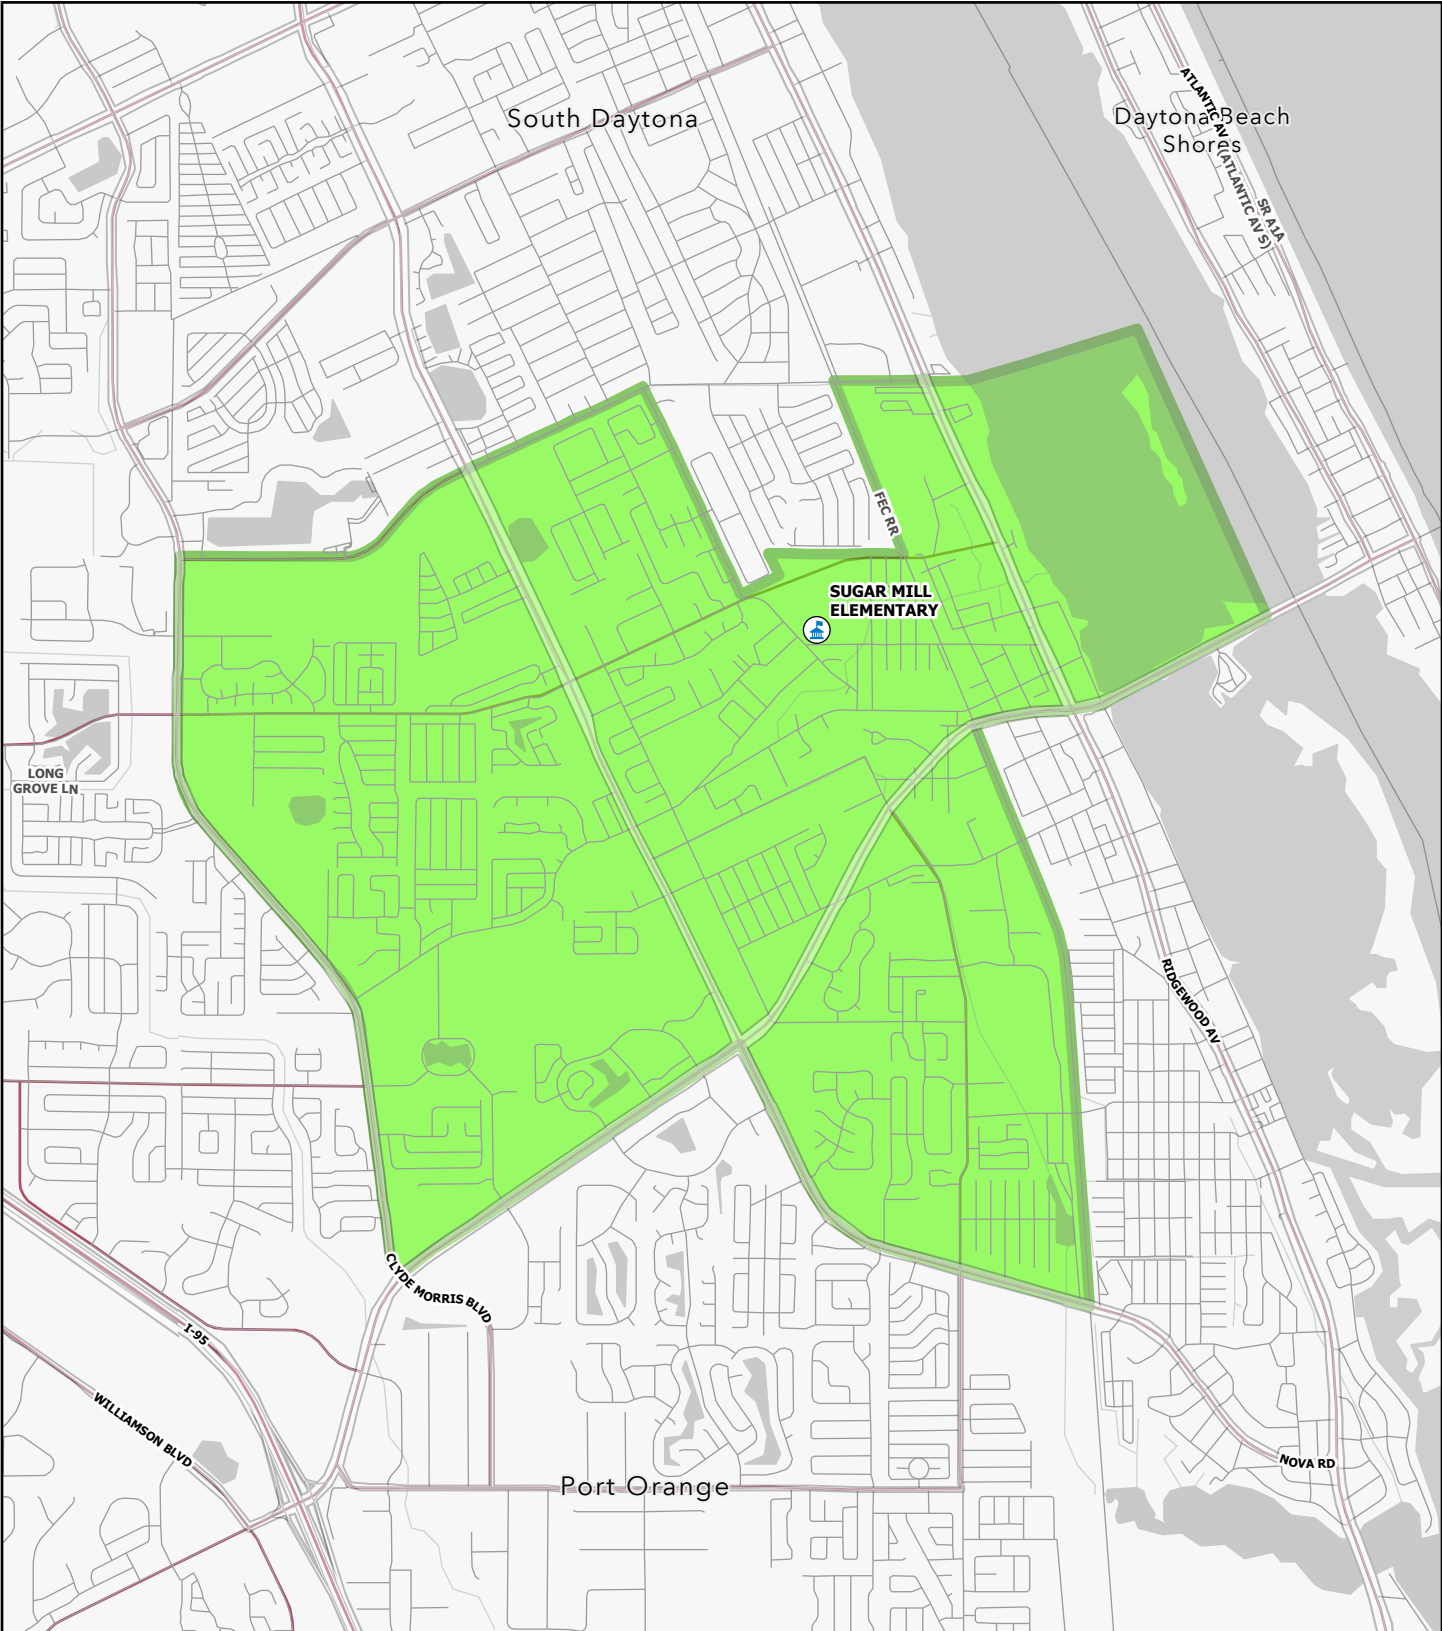 South Daytona
Daytona Beach
Shores
ATLANTIC AV
(ATLANTIC AV S)
SR A1A
FEC RR
SUGAR MILL
ELEMENTARY
LONG
GROVE LN
RIDGEWOOD AV
CLYDE MORRIS BLVD
I-95
WILLIAMSON BLVD
NOVA RD
Port Orange